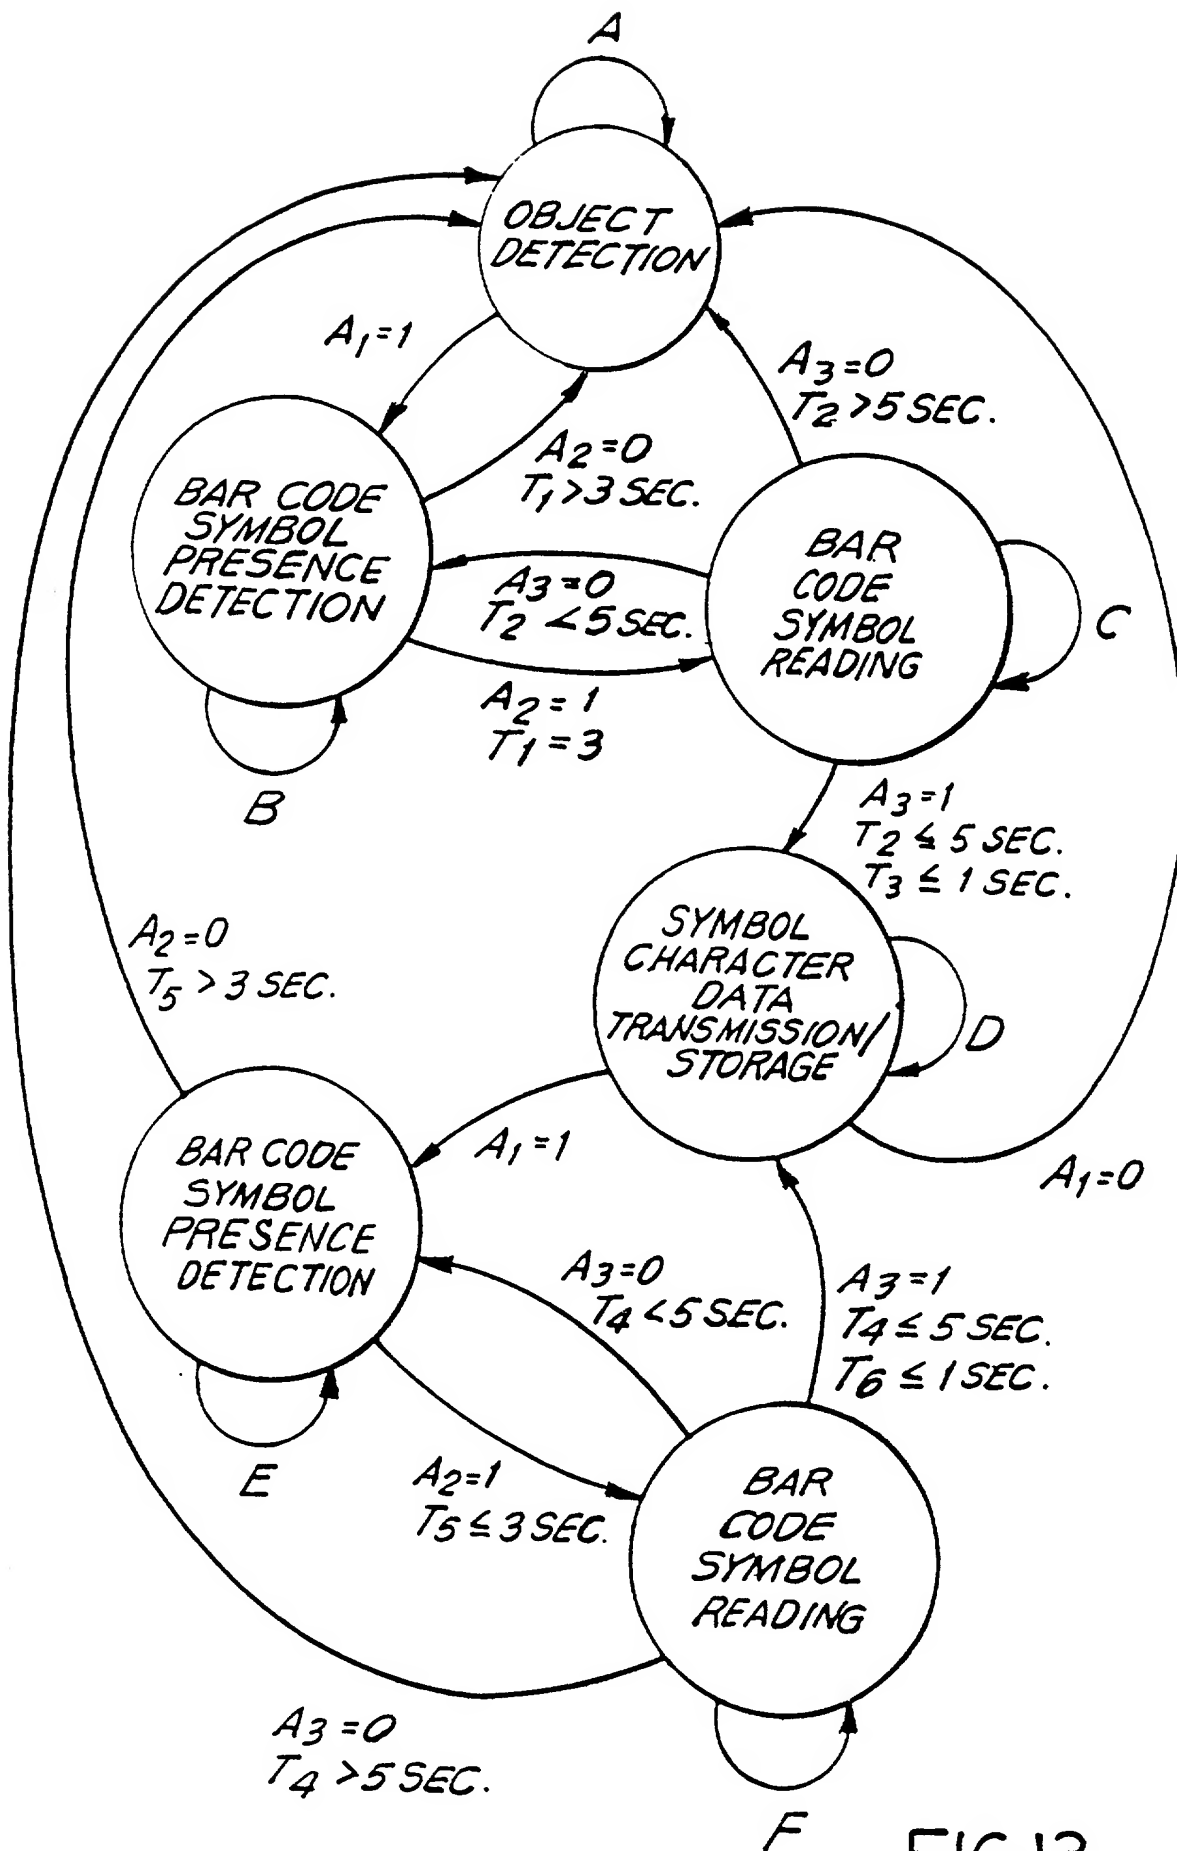 A
OBJECT
DETECTION
A1=1
A3=0
T2>5 SEC.
A2=0
T1>3 SEC.
BAR CODE
SYMBOL
PRESENCE
DETECTION
BAR
CODE
SYMBOL
READING
C
A3=0
T2<5 SEC.
A2=1
T1=3
B
A3=1
T2≤5 SEC.
T3≤1 SEC.
A2=0
T5>3 SEC.
SYMBOL
CHARACTER
DATA
TRANSMISSION/
STORAGE
D
A1=1
A1=0
BAR CODE
SYMBOL
PRESENCE
DETECTION
A3=0
T4<5 SEC.
A3=1
T4≤5 SEC.
T6≤1 SEC.
E
A2=1
T5≤3 SEC.
BAR
CODE
SYMBOL
READING
A3=0
T4>5 SEC.
F